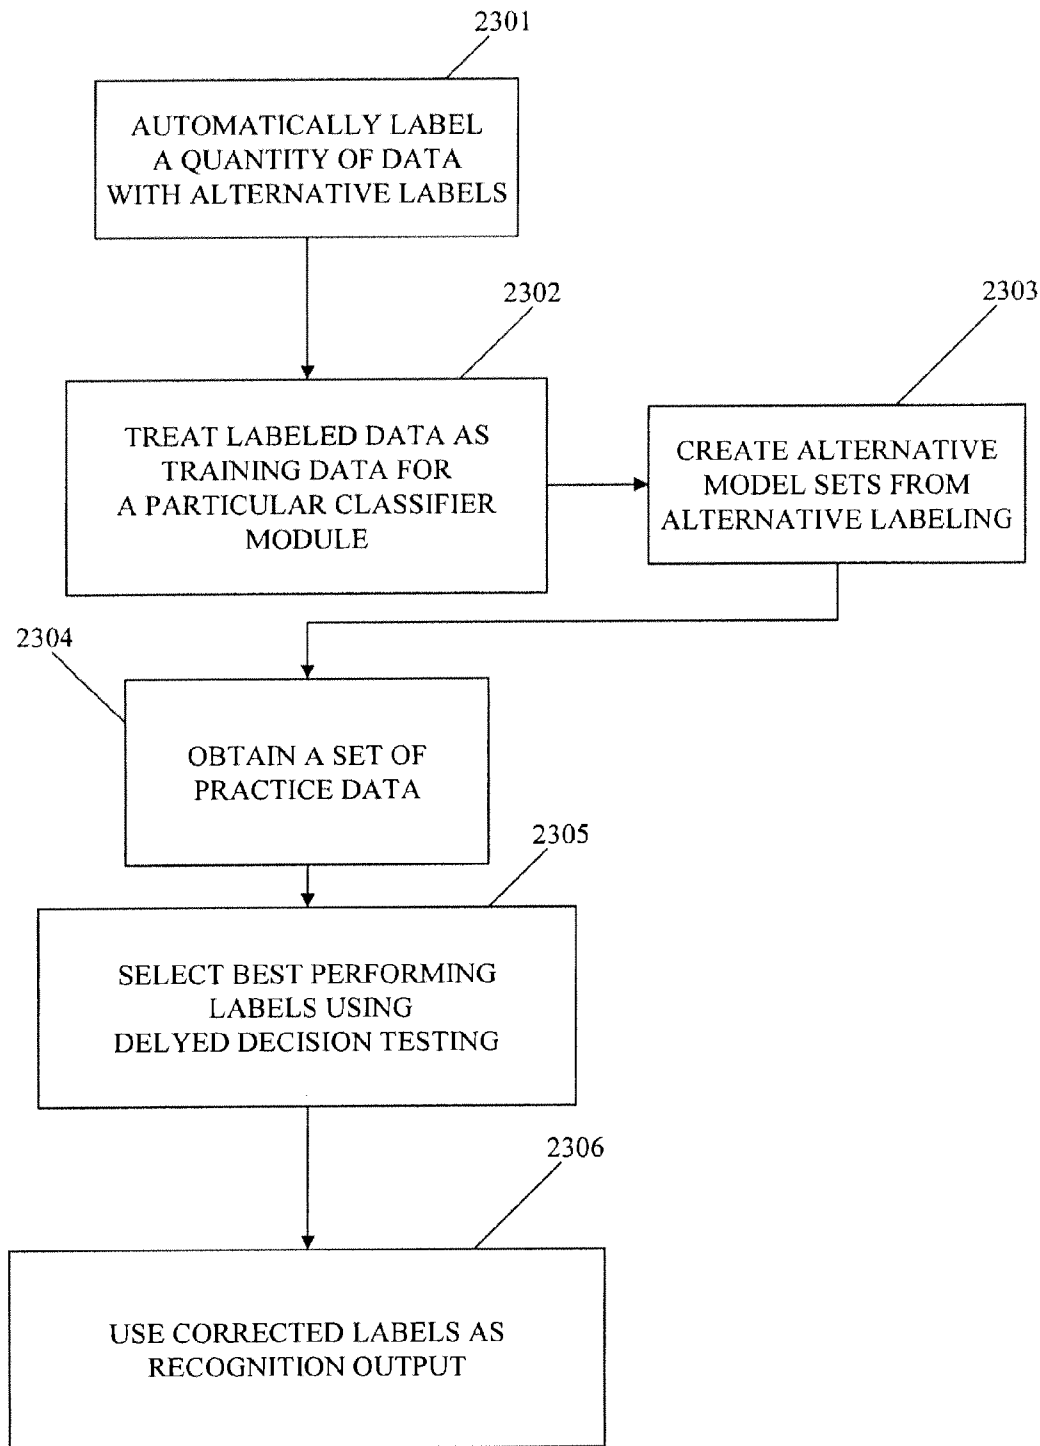 2301
AUTOMATICALLY LABEL
A QUANTITY OF DATA
WITH ALTERNATIVE LABELS
2302
TREAT LABELED DATA AS
TRAINING DATA FOR
A PARTICULAR CLASSIFIER
MODULE
2303
CREATE ALTERNATIVE
MODEL SETS FROM
ALTERNATIVE LABELING
2304
OBTAIN A SET OF
PRACTICE DATA
2305
SELECT BEST PERFORMING
LABELS USING
DELYED DECISION TESTING
2306
USE CORRECTED LABELS AS
RECOGNITION OUTPUT